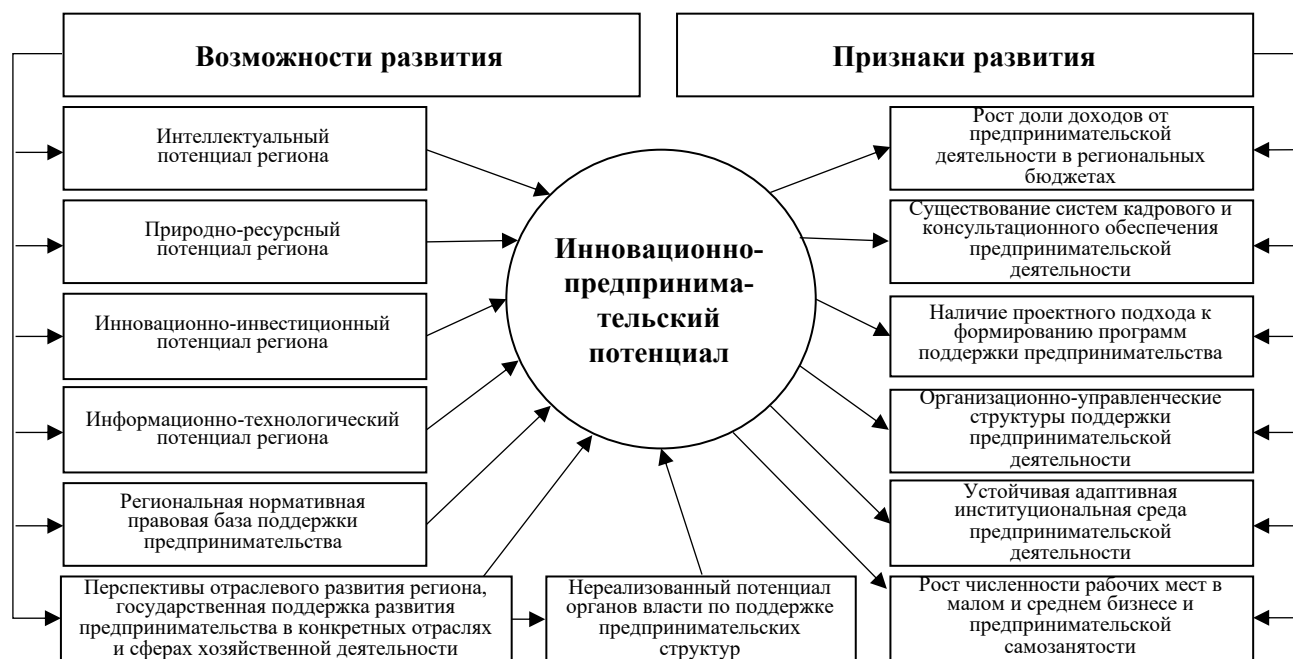 Возможности развития
Признаки развития
Интеллектуальный
потенциал региона
Природно-ресурсный
потенциал региона
Инновационно-инвестиционный
потенциал региона
Информационно-технологический
потенциал региона
Региональная нормативная
правовая база поддержки
предпринимательства
Перспективы отраслевого развития региона,
государственная поддержка развития
предпринимательства в конкретных отраслях
и сферах хозяйственной деятельности
Инновационно-
предпринима-
тельский
потенциал
Нереализованный потенциал
органов власти по поддержке
предпринимательских
структур
Рост доли доходов от
предпринимательской
деятельности в региональных
бюджетах
Существование систем кадрового и
консультационного обеспечения
предпринимательской
деятельности
Наличие проектного подхода к
формированию программ
поддержки предпринимательства
Организационно-управленческие
структуры поддержки
предпринимательской
деятельности
Устойчивая адаптивная
институциональная среда
предпринимательской
деятельности
Рост численности рабочих мест в
малом и среднем бизнесе и
предпринимательской
самозанятости